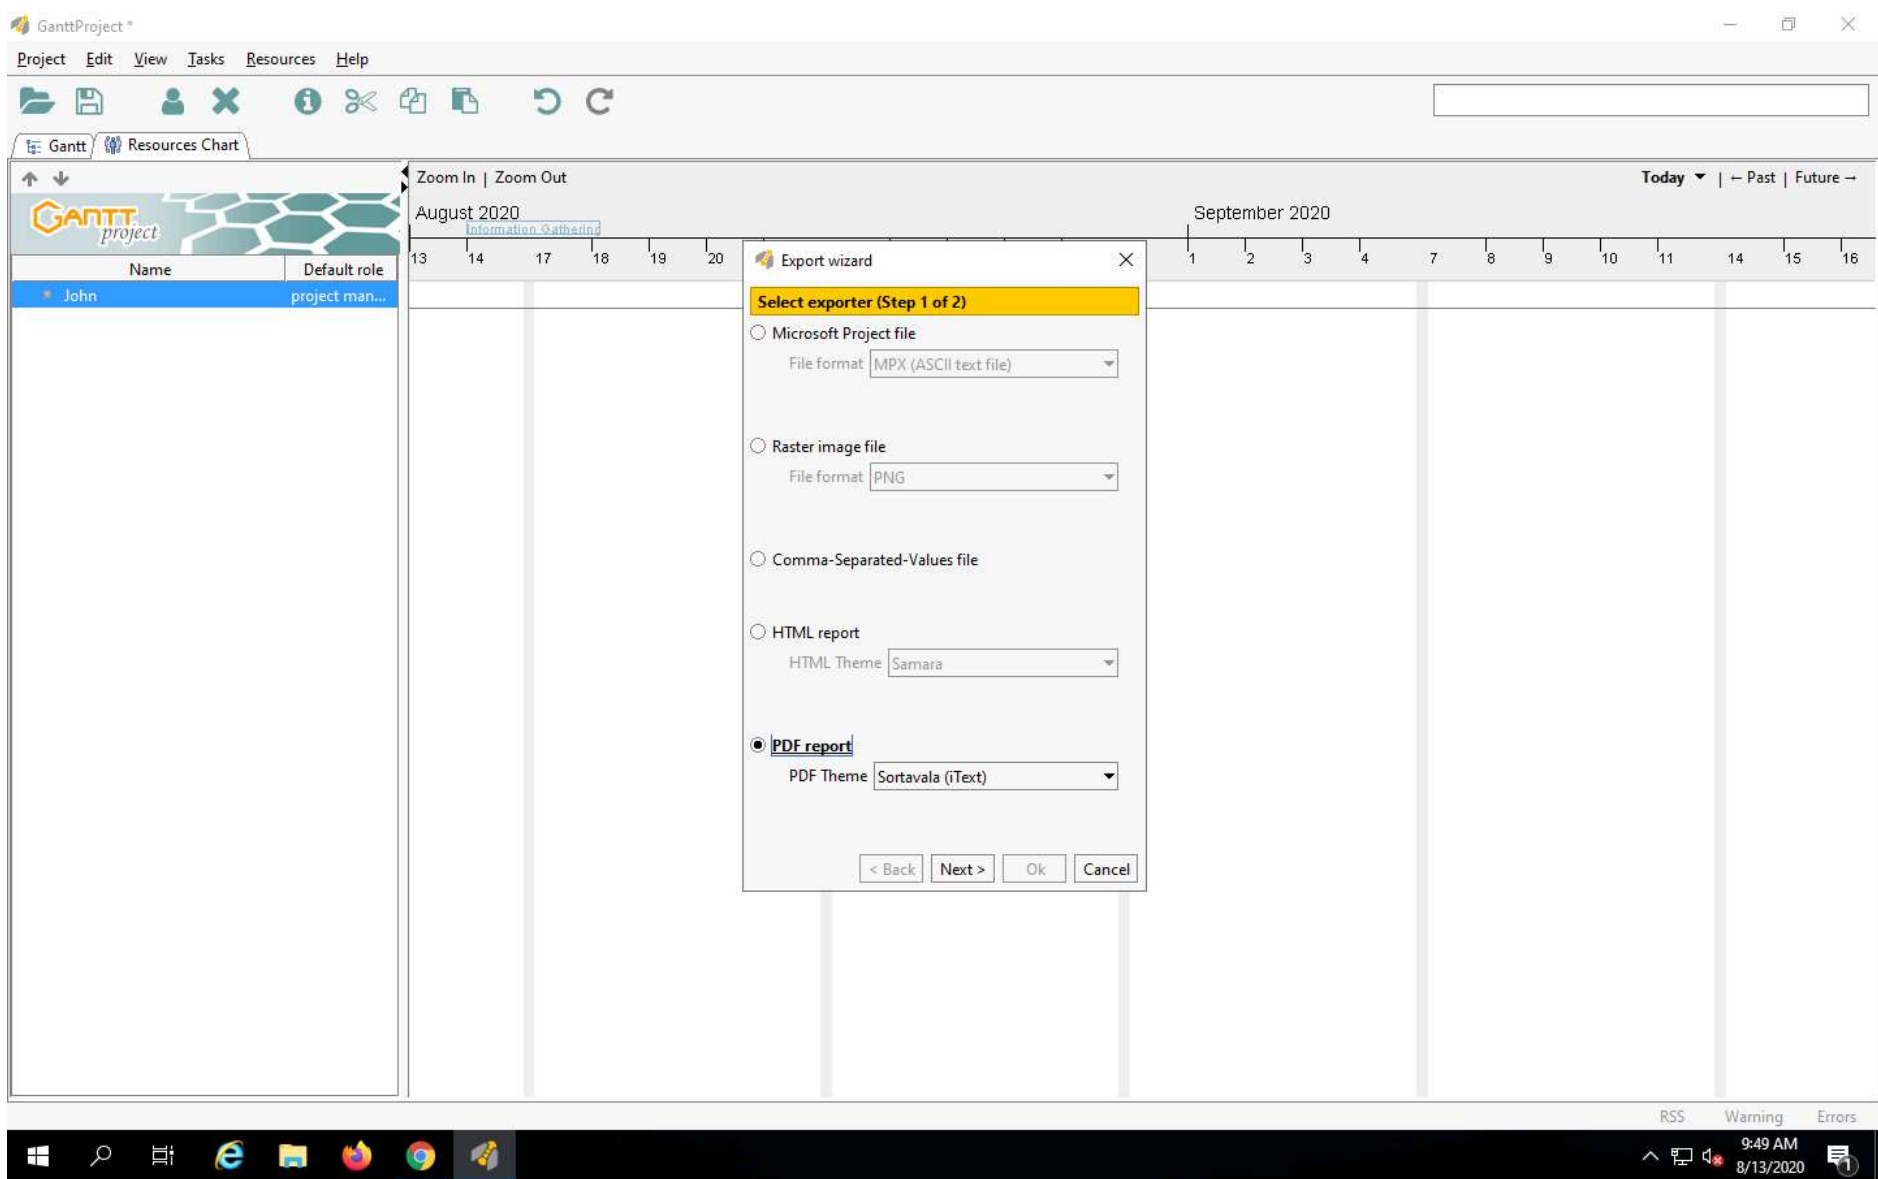 GanttProject *
Project Edit View Tasks Resources Help
Gantt Resources Chart
Zoom In | Zoom Out Today | ← Past | Future →
GANTT project
August 2020 September 2020
Information Gathering
13 14 17 18 19 20 1 2 3 4 7 8 9 10 11 14 15 16
Name Default role
John project man...
Export wizard
Select exporter (Step 1 of 2)
Microsoft Project file
File format MPX (ASCII text file)
Raster image file
File format PNG
Comma-Separated-Values file
HTML report
HTML Theme Samara
PDF report
PDF Theme Sortavala (iText)
< Back Next > Ok Cancel
RSS Warning Errors
9:49 AM
8/13/2020
1